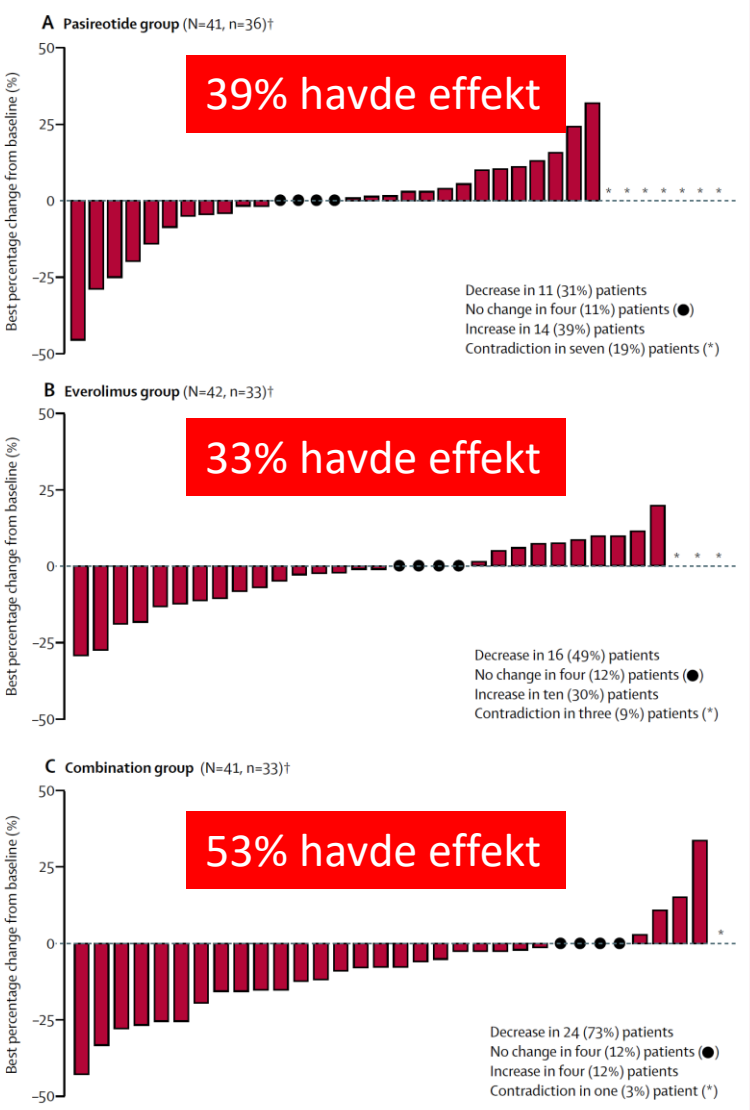 A Pasireotide group (N=41, n=36)†
50
39% havde effekt
25
0
* * * * * * *
−25
−50
Best percentage change from baseline (%)
Decrease in 11 (31%) patients
No change in four (11%) patients (●)
Increase in 14 (39%) patients
Contradiction in seven (19%) patients (*)
B Everolimus group (N=42, n=33)†
50
33% havde effekt
25
0
* * *
−25
−50
Best percentage change from baseline (%)
Decrease in 16 (49%) patients
No change in four (12%) patients (●)
Increase in ten (30%) patients
Contradiction in three (9%) patients (*)
C Combination group (N=41, n=33)†
50
53% havde effekt
25
0
*
−25
−50
Best percentage change from baseline (%)
Decrease in 24 (73%) patients
No change in four (12%) patients (●)
Increase in four (12%) patients
Contradiction in one (3%) patient (*)